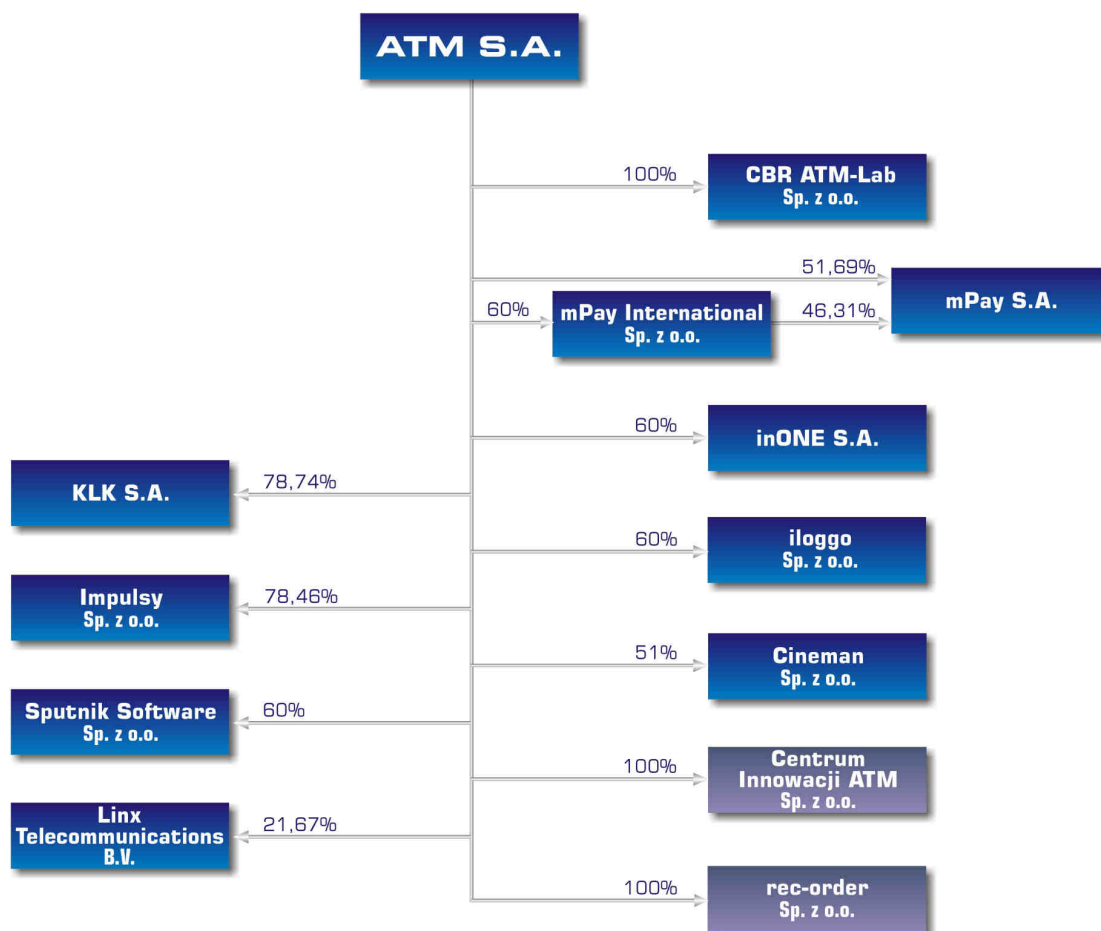 ATM S.A.
100%
CBR ATM-Lab
Sp. z o.o.
51,69%
mPay S.A.
60%
mPay International
Sp. z o.o.
46,31%
60%
inONE S.A.
KLK S.A.
78,74%
60%
iloggo
Sp. z o.o.
Impulsy
Sp. z o.o.
78,46%
51%
Cineman
Sp. z o.o.
Sputnik Software
Sp. z o.o.
60%
100%
Centrum
Innowacji ATM
Sp. z o.o.
Linx
Telecommunications
B.V.
21,67%
100%
rec-order
Sp. z o.o.